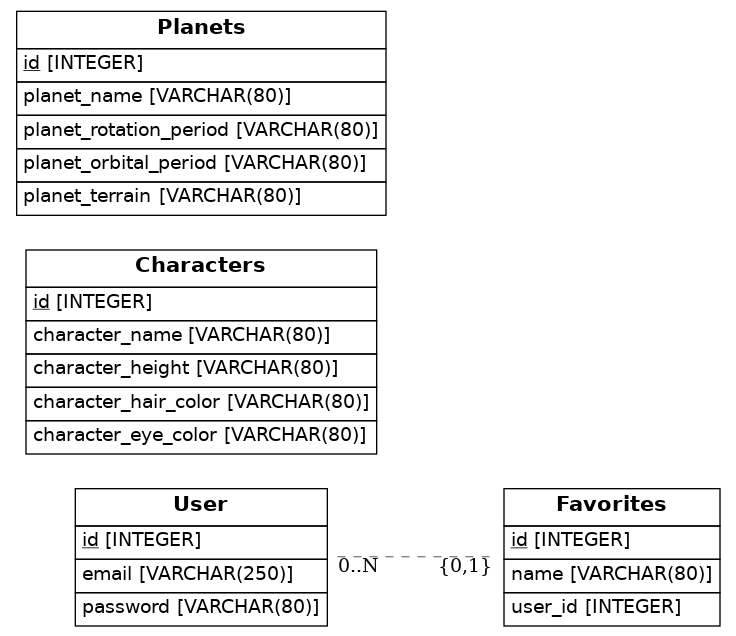 Planets
id [INTEGER]
planet_name [VARCHAR(80)]
planet_rotation_period [VARCHAR(80)]
planet_orbital_period [VARCHAR(80)]
planet_terrain [VARCHAR(80)]
Characters
id [INTEGER]
character_name [VARCHAR(80)]
character_height [VARCHAR(80)]
character_hair_color [VARCHAR(80)]
character_eye_color [VARCHAR(80)]
User
id [INTEGER]
email [VARCHAR(250)]
password [VARCHAR(80)]
0..N
{0,1}
Favorites
id [INTEGER]
name [VARCHAR(80)]
user_id [INTEGER]